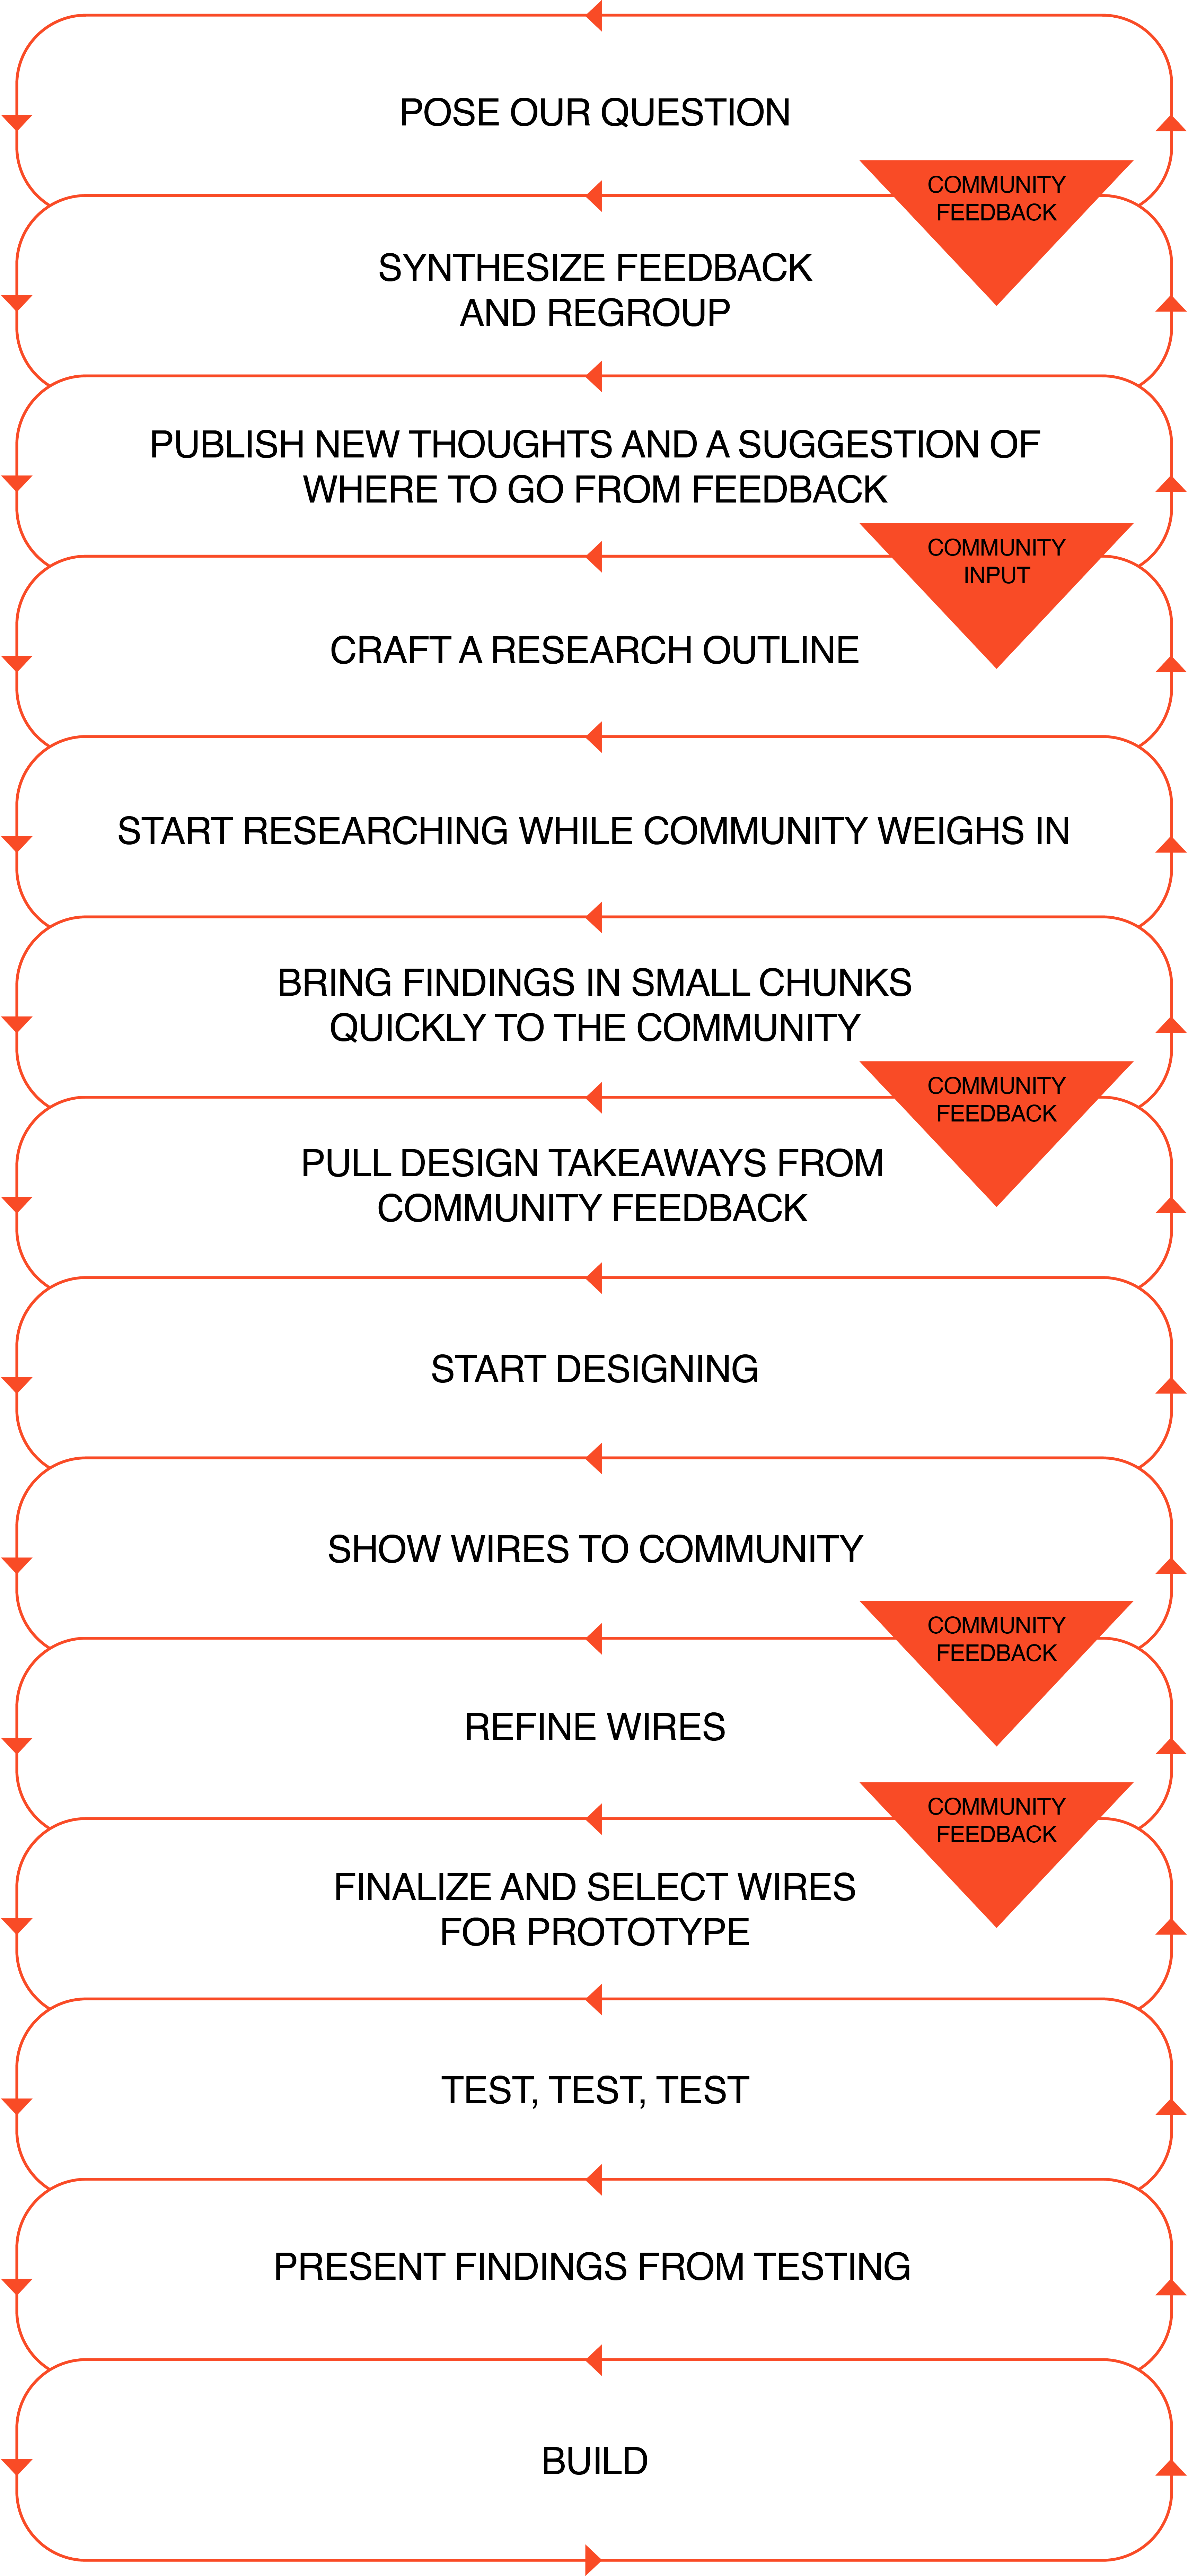 POSE OUR QUESTION
COMMUNITY
FEEDBACK
SYNTHESIZE FEEDBACK
AND REGROUP
PUBLISH NEW THOUGHTS AND A SUGGESTION OF
WHERE TO GO FROM FEEDBACK
COMMUNITY
INPUT
CRAFT A RESEARCH OUTLINE
START RESEARCHING WHILE COMMUNITY WEIGHS IN
BRING FINDINGS IN SMALL CHUNKS
QUICKLY TO THE COMMUNITY
COMMUNITY
FEEDBACK
PULL DESIGN TAKEAWAYS FROM
COMMUNITY FEEDBACK
START DESIGNING
SHOW WIRES TO COMMUNITY
COMMUNITY
FEEDBACK
REFINE WIRES
COMMUNITY
FEEDBACK
FINALIZE AND SELECT WIRES
FOR PROTOTYPE
TEST, TEST, TEST
PRESENT FINDINGS FROM TESTING
BUILD